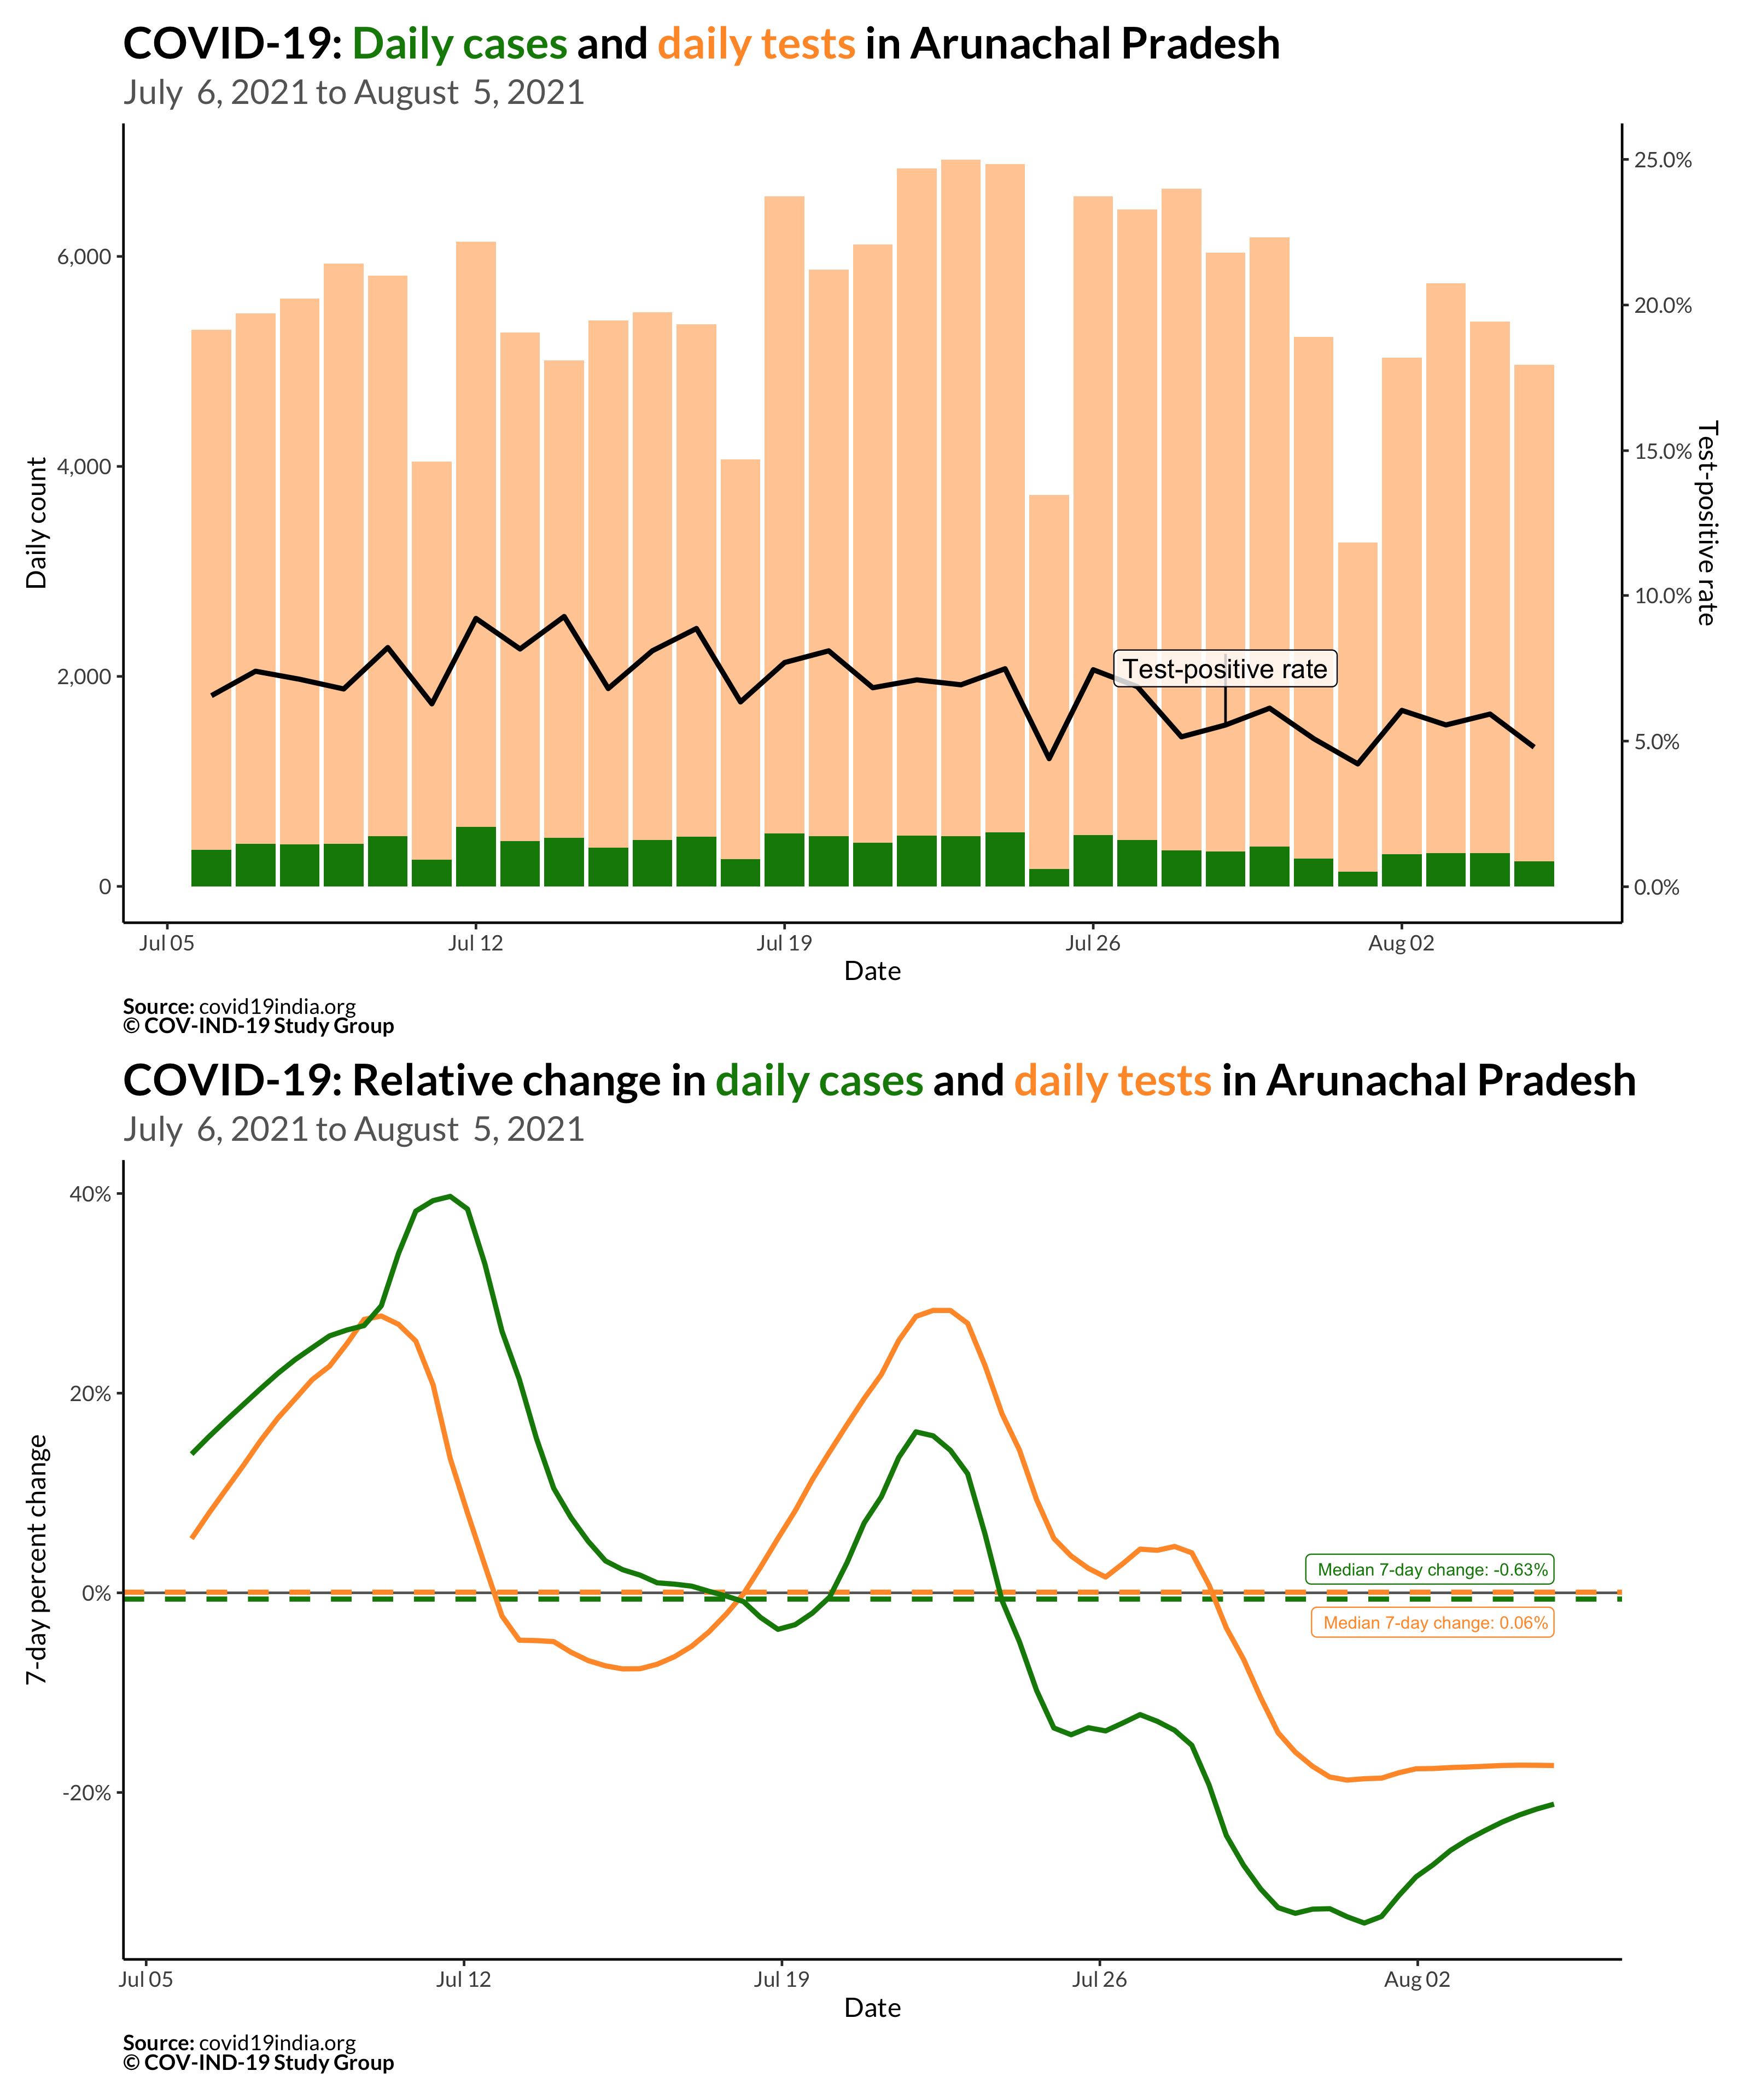 COVID-19: Daily cases and daily tests in Arunachal Pradesh
July 6, 2021 to August 5, 2021
Daily count
6,000
4,000
2,000
0
25.0%
20.0%
15.0%
10.0%
5.0%
0.0%
Test-positive rate
Test-positive rate
Jul 05
Jul 12
Jul 19
Jul 26
Aug 02
Date
Source: covid19india.org
© COV-IND-19 Study Group
COVID-19: Relative change in daily cases and daily tests in Arunachal Pradesh
July 6, 2021 to August 5, 2021
7-day percent change
40%
20%
0%
-20%
Median 7-day change: -0.63%
Median 7-day change: 0.06%
Jul 05
Jul 12
Jul 19
Jul 26
Aug 02
Date
Source: covid19india.org
© COV-IND-19 Study Group